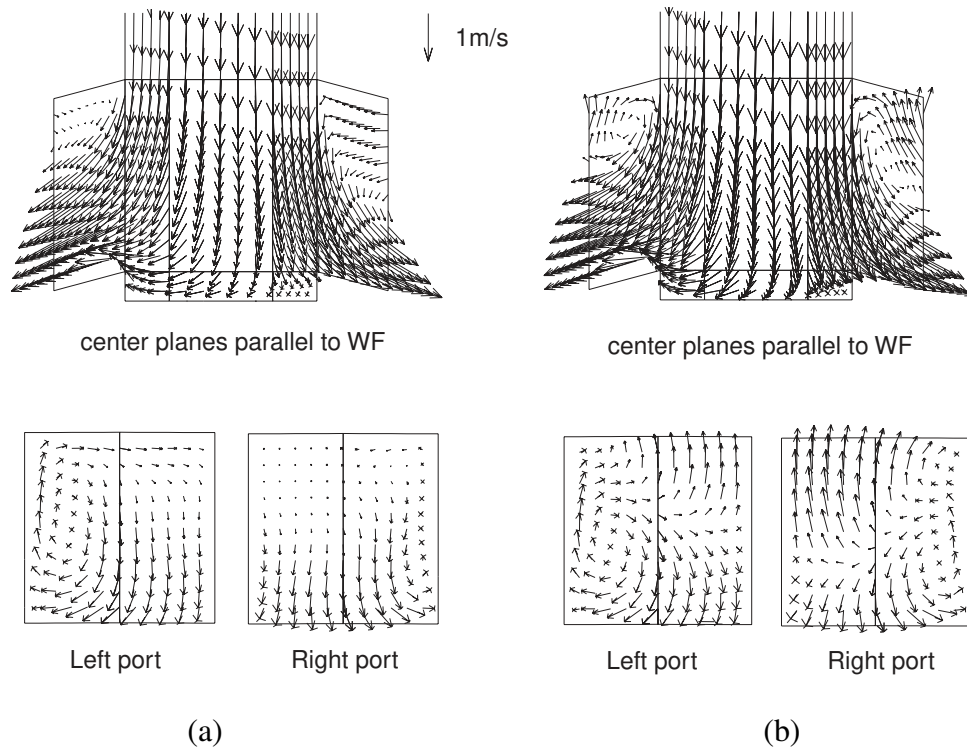 1m/s
center planes parallel to WF
center planes parallel to WF
Left port
Right port
Left port
Right port
(a)
(b)